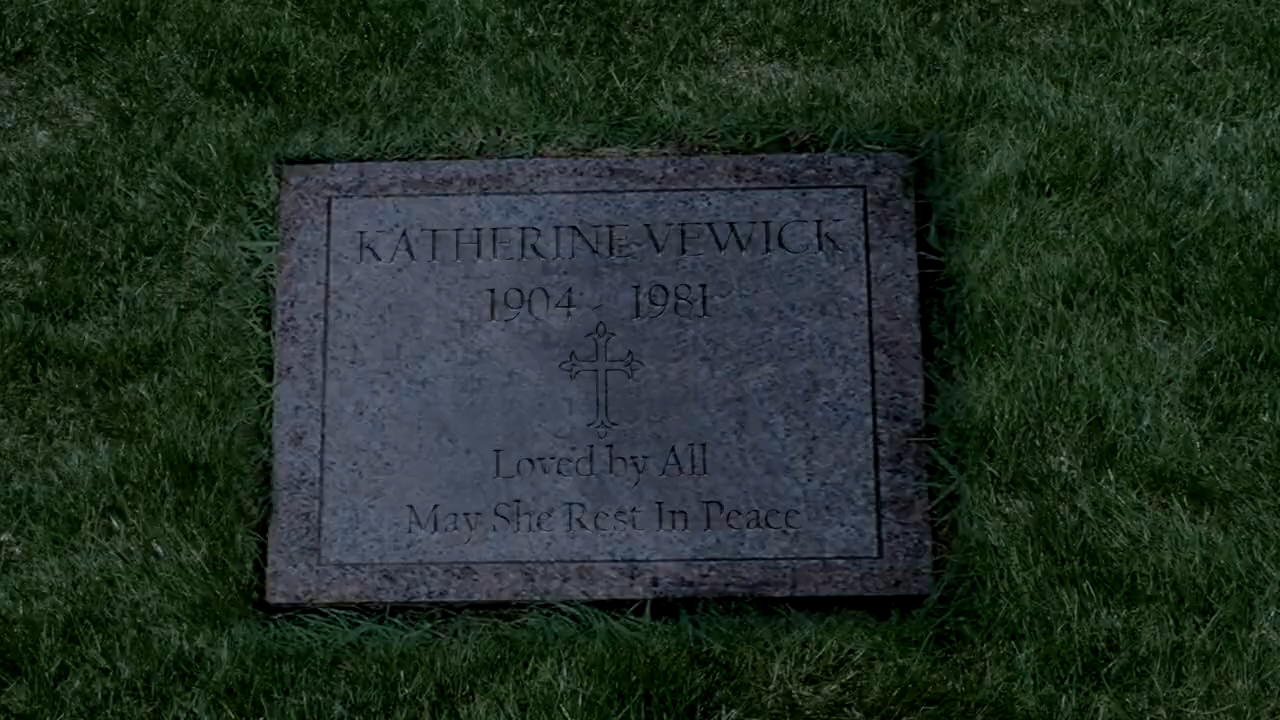 KATHERINE VEWICK
1904 - 1981
Loved by All
May She Rest In Peace